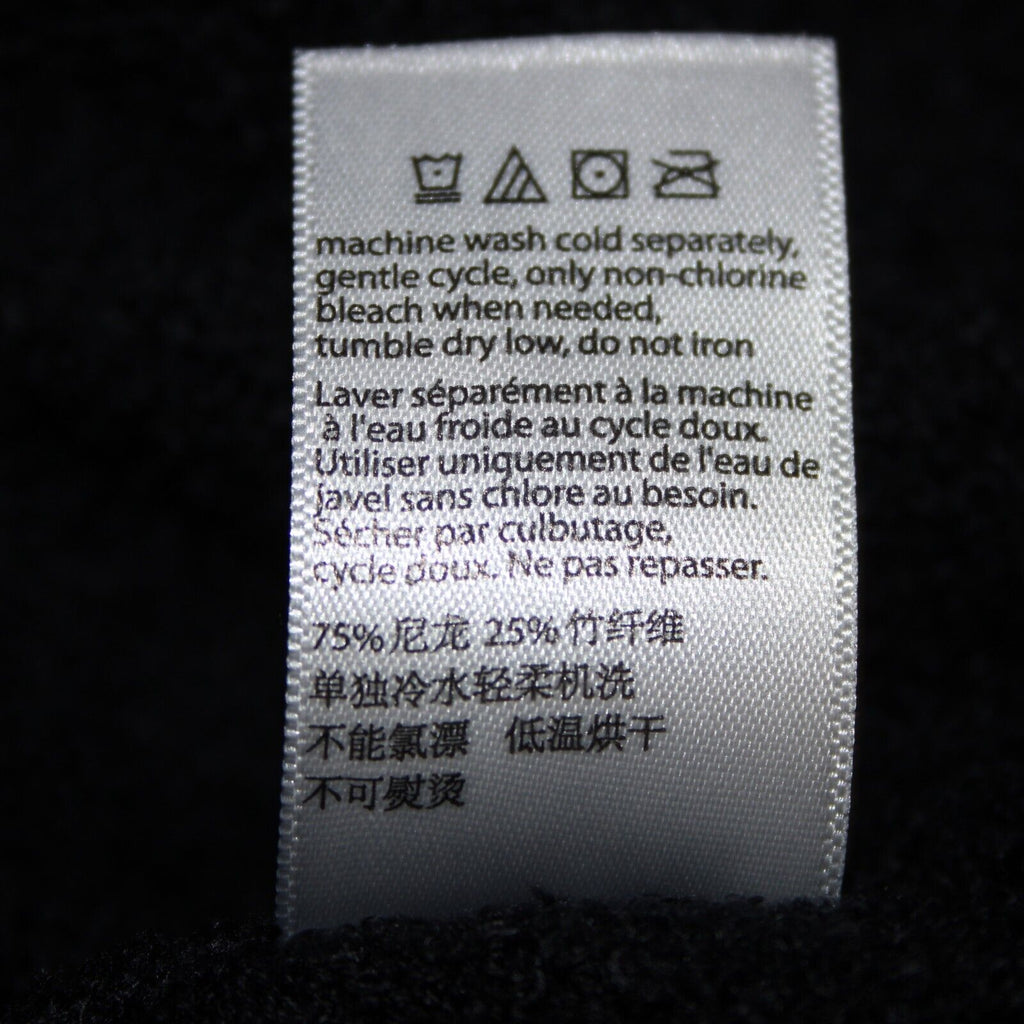 machine wash cold separately,
gentle cycle, only non-chlorine
bleach when needed,
tumble dry low, do not iron
Laver séparément à la machine
à l'eau froide au cycle doux.
Utiliser uniquement de l'eau de
javel sans chlore au besoin.
Sécher par culbutage,
cycle doux. Ne pas repasser.
75% 尼龙 25% 竹纤维
单独冷水轻柔机洗
不能氯漂 低温烘干
不可熨烫